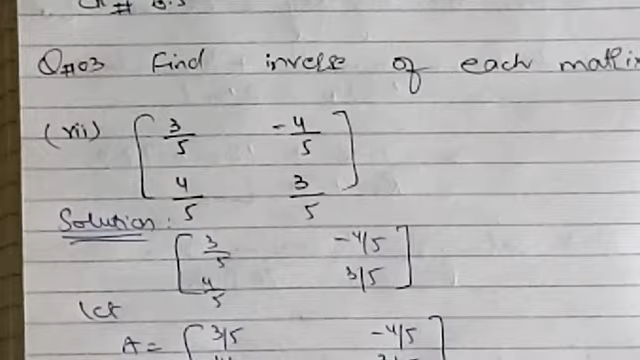 Q#03 Find inverse of each matrix
(vii) [ 3/5 -4/5
4/5 3/5 ]
Solution:
[ 3/5 -4/5
4/5 3/5 ]
let
A = [ 3/5 -4/5